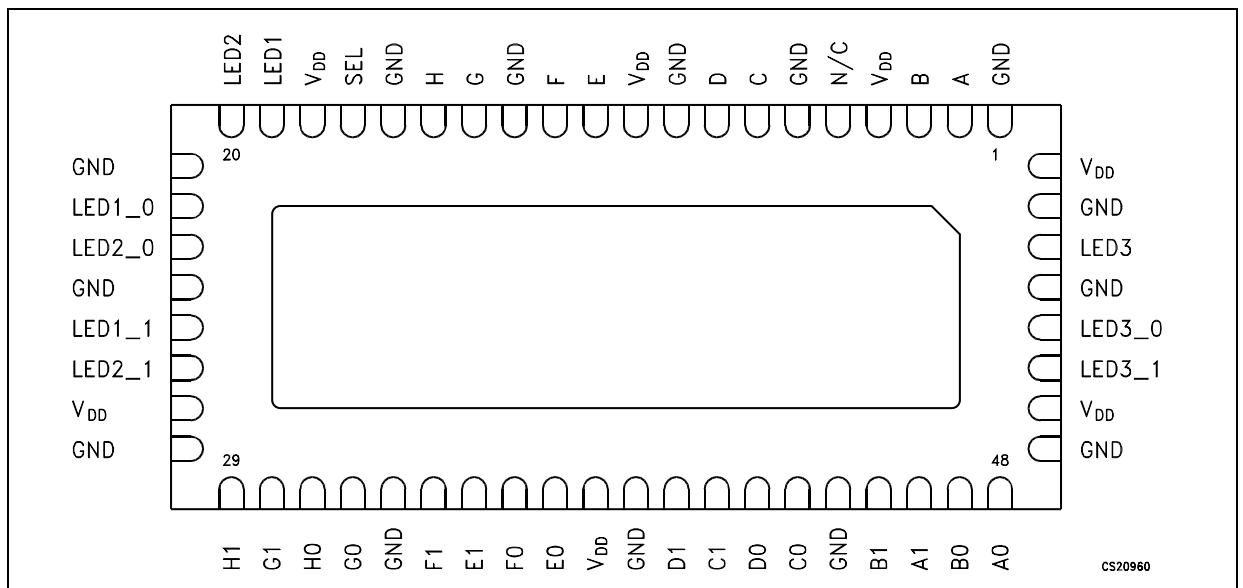 LED2 LED1 VDD SEL GND H G GND F E VDD GND D C GND N/C VDD B A GND
20 1
GND VDD
LED1_0 GND
LED2_0 LED3
GND GND
LED1_1 LED3_0
LED2_1 LED3_1
VDD VDD
GND GND
29 48
H1 G1 H0 G0 GND F1 E1 F0 E0 VDD GND D1 C1 D0 C0 GND B1 A1 B0 A0
CS20960